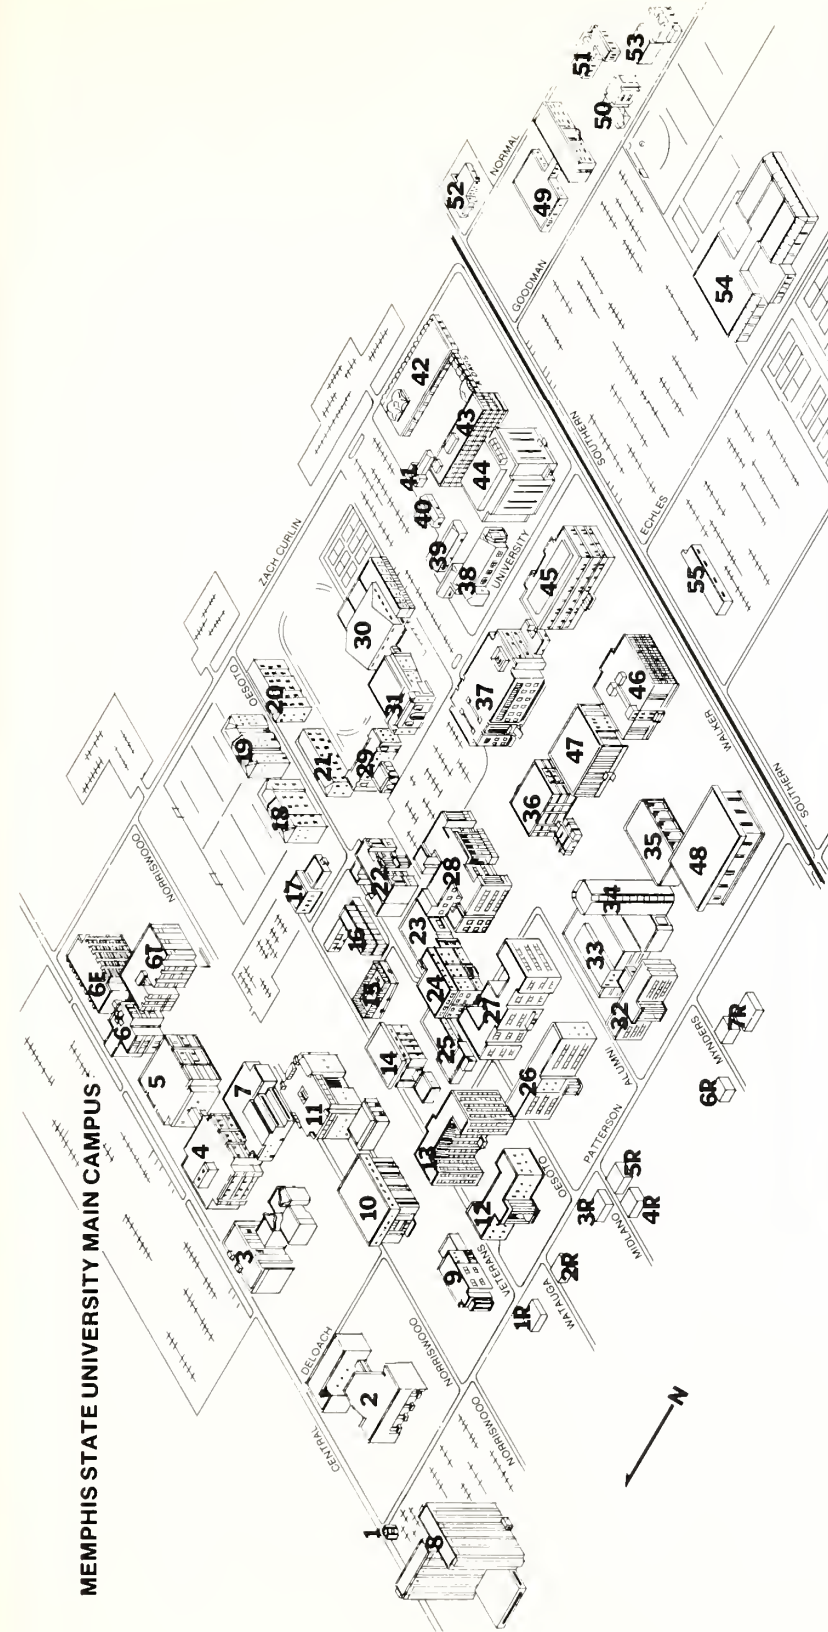 MEMPHIS STATE UNIVERSITY MAIN CAMPUS
6E
6
6T
5
NORRISWOOD
4
3
7
19
DESOTO
ZACH CURLIN
20
18
17
11
21
DELOACH
CENTRAL
16
15
29
30
22
2
10
14
1
31
NORRISWOOD
42
41
23
40
24
25
13
39
8
28
9
52
43
38
44
12
37
VETERANS
27
NORRISWOOD
NORMAL
UNIVERSITY
1R
26
36
GOODMAN
49
45
DESOTO
WATAUGA
2R
47
51
3R
PATTERSON
33
SOUTHERN
50
34
32
ALUMNI
5R
MIDLAND
4R
46
53
35
ECHLES
MYNDERS
55
48
6R
54
WALKER
7R
SOUTHERN
N